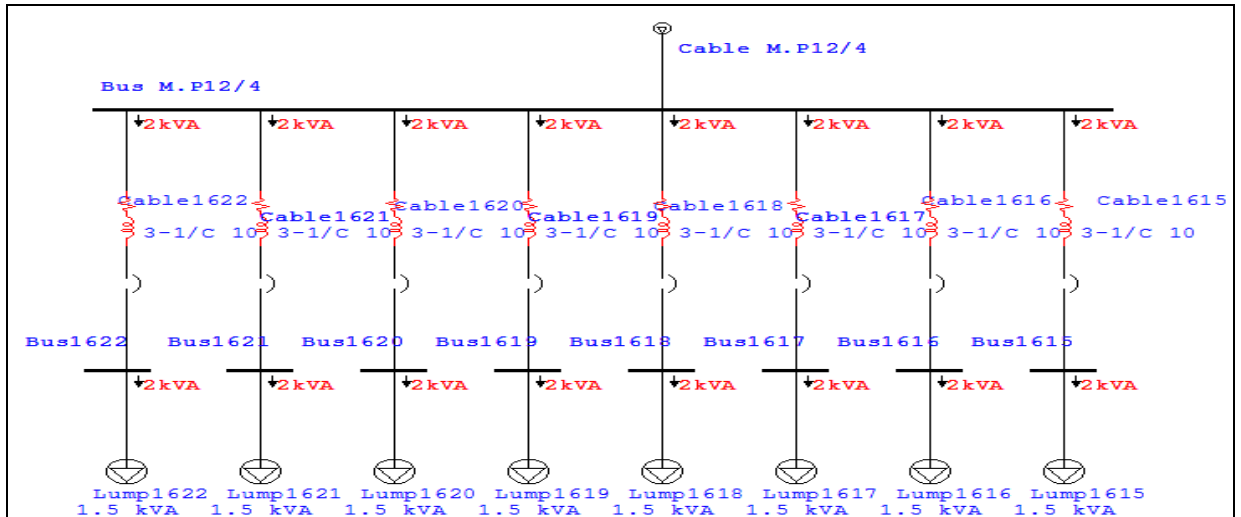 Cable M.P12/4
Bus M.P12/4
2kVA 2kVA 2kVA 2kVA 2kVA 2kVA 2kVA 2kVA
Cable1622 Cable1621 Cable1620 Cable1619 Cable1618 Cable1617 Cable1616 Cable1615
3-1/C 10 3-1/C 10 3-1/C 10 3-1/C 10 3-1/C 10 3-1/C 10 3-1/C 10 3-1/C 10
Bus1622 Bus1621 Bus1620 Bus1619 Bus1618 Bus1617 Bus1616 Bus1615
2kVA 2kVA 2kVA 2kVA 2kVA 2kVA 2kVA 2kVA
Lump1622 Lump1621 Lump1620 Lump1619 Lump1618 Lump1617 Lump1616 Lump1615
1.5 kVA 1.5 kVA 1.5 kVA 1.5 kVA 1.5 kVA 1.5 kVA 1.5 kVA 1.5 kVA